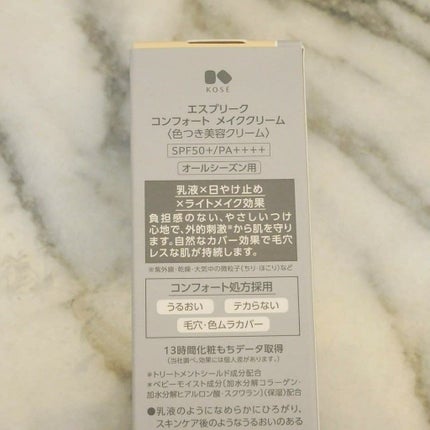 KOSÉ
エスプリーク
コンフォート メイククリーム
〈色つき美容クリーム〉
SPF50+/PA++++
オールシーズン用
乳液×日やけ止め
×ライトメイク効果
負担感のない、やさしいつけ
心地で、外的刺激※から肌を守り
ます。自然なカバー効果で毛穴
レスな肌が持続します。
※紫外線・乾燥・大気中の微粒子(ちり・ほこり)など
コンフォート処方採用
うるおい
テカらない
毛穴・色ムラカバー
13時間化粧もちデータ取得
(当社調べ。効果には個人差があります。)
*トリートメントシールド成分配合
*ベビーモイスト成分〔加水分解コラーゲン・
加水分解ヒアルロン酸・スクワラン〕(保湿)配合
●乳液のようになめらかにひろがり、
スキンケア後のようなうるおいのある